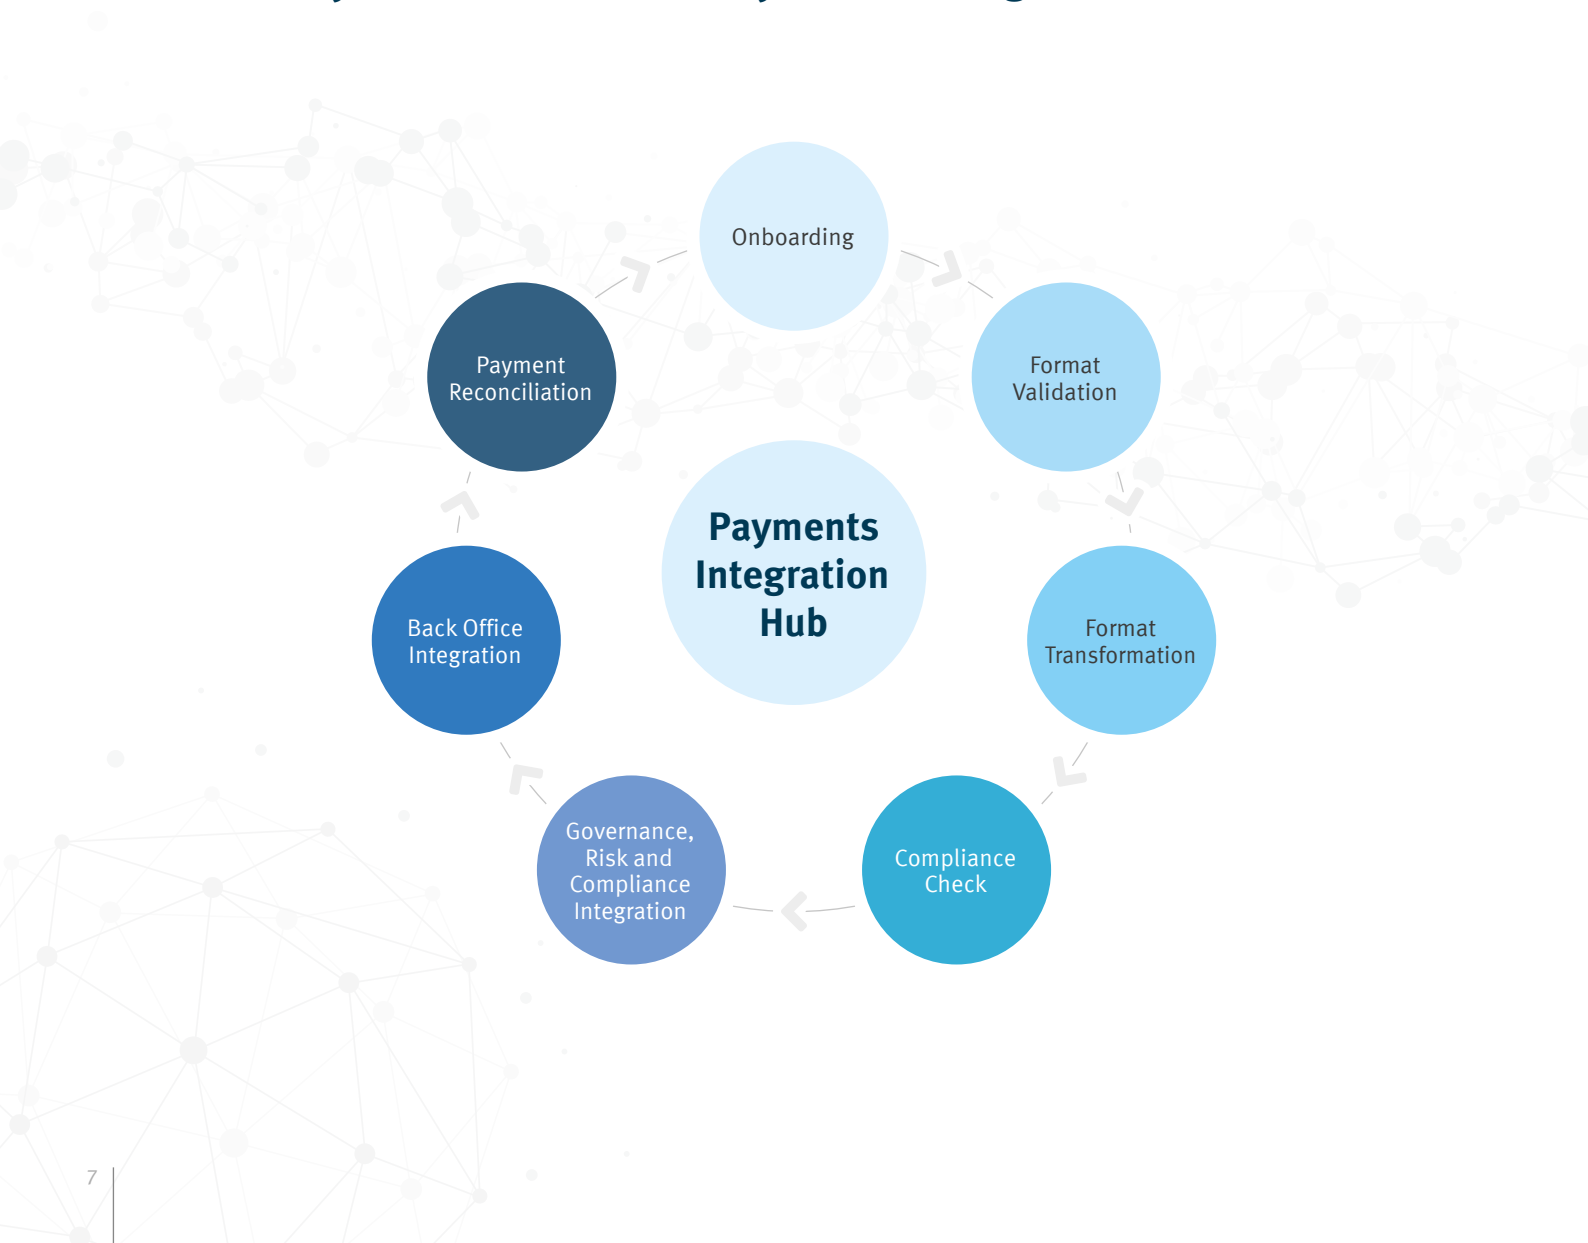 Onboarding
Format
Validation
Format
Transformation
Compliance
Check
Governance,
Risk and
Compliance
Integration
Back Office
Integration
Payment
Reconciliation
Payments
Integration
Hub
7